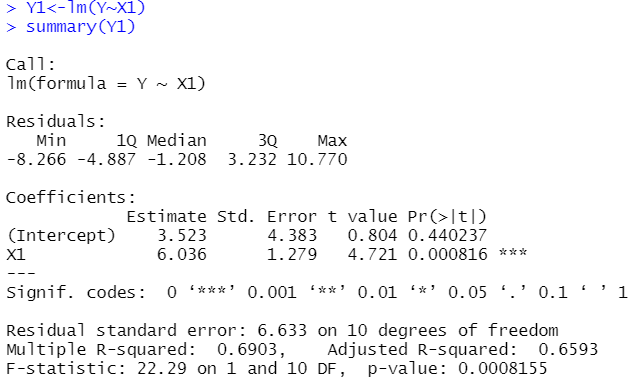 > Y1<-lm(Y~X1)
> summary(Y1)
Call:
lm(formula = Y ~ X1)
Residuals:
   Min     1Q Median     3Q    Max
-8.266 -4.887 -1.208  3.232 10.770
Coefficients:
            Estimate Std. Error t value Pr(>|t|)
(Intercept)    3.523      4.383   0.804 0.440237
X1             6.036      1.279   4.721 0.000816 ***
---
Signif. codes:  0 ‘***’ 0.001 ‘**’ 0.01 ‘*’ 0.05 ‘.’ 0.1 ‘ ’ 1
Residual standard error: 6.633 on 10 degrees of freedom
Multiple R-squared:  0.6903,    Adjusted R-squared:  0.6593
F-statistic: 22.29 on 1 and 10 DF,  p-value: 0.0008155